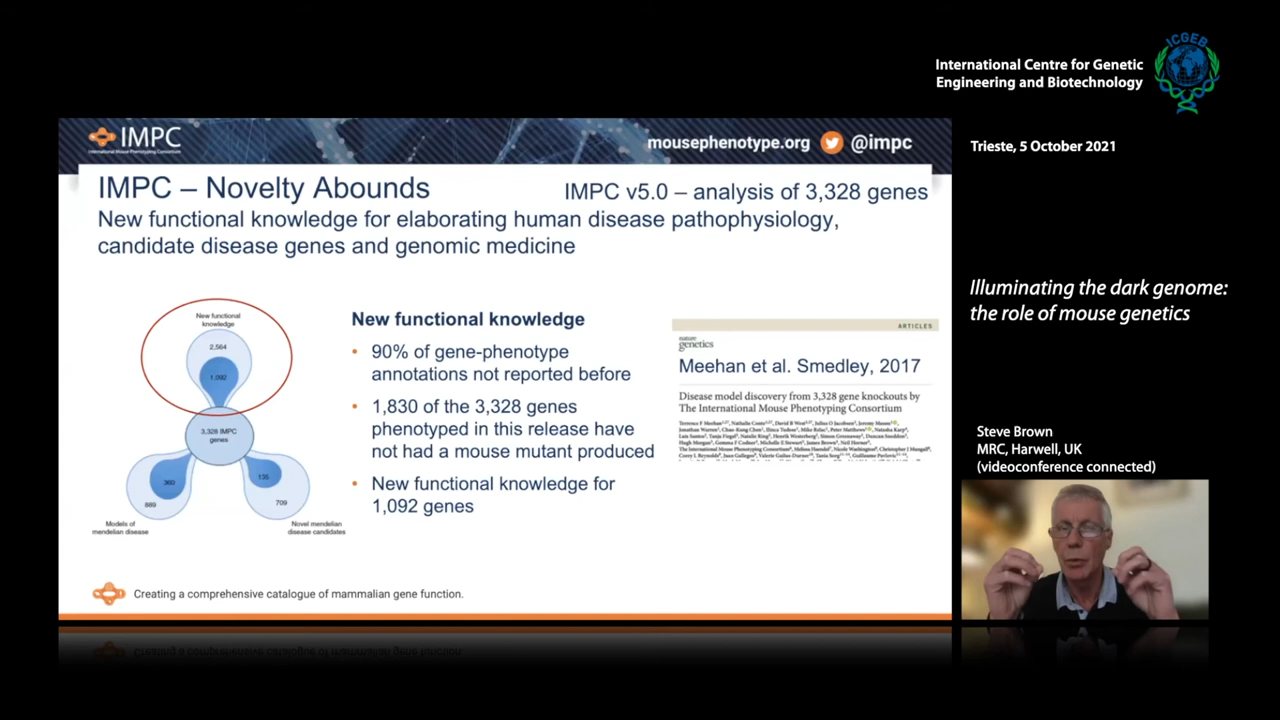 ICGEB
International Centre for Genetic
Engineering and Biotechnology
Trieste, 5 October 2021
IMPC
International Mouse Phenotyping Consortium
mousephenotype.org @impc
IMPC – Novelty Abounds
IMPC v5.0 – analysis of 3,328 genes
New functional knowledge for elaborating human disease pathophysiology,
candidate disease genes and genomic medicine
New functional
knowledge
2,564
1,092
3,328 IMPC
genes
360
889
Models of
mendelian disease
135
709
Novel mendelian
disease candidates
New functional knowledge
• 90% of gene-phenotype
annotations not reported before
• 1,830 of the 3,328 genes
phenotyped in this release have
not had a mouse mutant produced
• New functional knowledge for
1,092 genes
ARTICLES
nature
genetics
Meehan et al. Smedley, 2017
Disease model discovery from 3,328 gene knockouts by
The International Mouse Phenotyping Consortium
Creating a comprehensive catalogue of mammalian gene function.
Illuminating the dark genome:
the role of mouse genetics
Steve Brown
MRC, Harwell, UK
(videoconference connected)